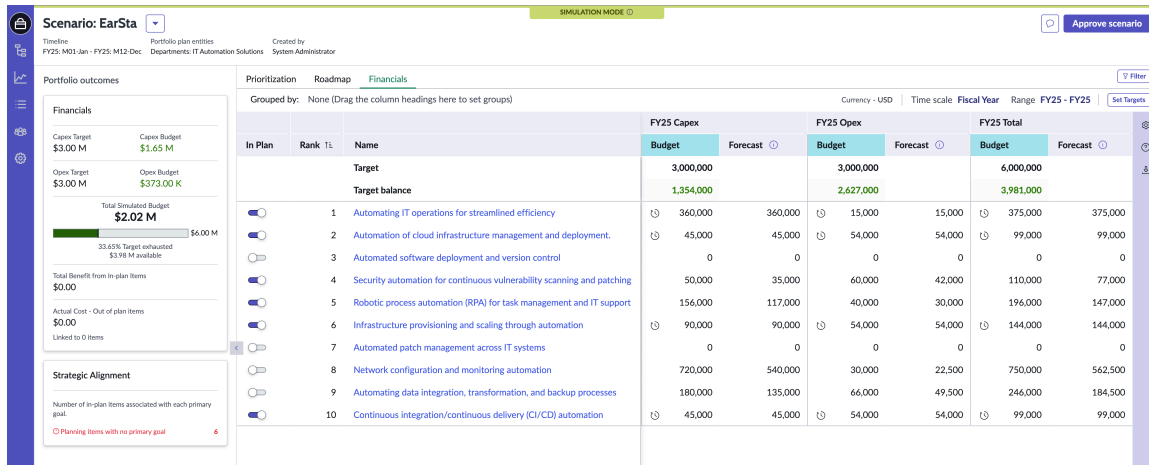 SIMULATION MODE
Scenario: EarSta
Approve scenario
Timeline
FY25: M01-Jan - FY25: M12-Dec
Portfolio plan entities
Departments: IT Automation Solutions
Created by
System Administrator
Portfolio outcomes
Financials
Capex Target
$3.00 M
Capex Budget
$1.65 M
Opex Target
$3.00 M
Opex Budget
$373.00 K
Total Simulated Budget
$2.02 M
$6.00 M
33.65% Target exhausted
$3.98 M available
Total Benefit from In-plan Items
$0.00
Actual Cost - Out of plan items
$0.00
Linked to 0 items
Strategic Alignment
Number of in-plan items associated with each primary
goal.
Planning items with no primary goal 6
Prioritization Roadmap Financials
Filter
Grouped by: None (Drag the column headings here to set groups)
Currency - USD Time scale Fiscal Year Range FY25 - FY25 Set Targets
FY25 Capex FY25 Opex FY25 Total
In Plan Rank Name Budget Forecast Budget Forecast Budget Forecast
Target 3,000,000 3,000,000 6,000,000
Target balance 1,354,000 2,627,000 3,981,000
1 Automating IT operations for streamlined efficiency 360,000 360,000 15,000 15,000 375,000 375,000
2 Automation of cloud infrastructure management and deployment. 45,000 45,000 54,000 54,000 99,000 99,000
3 Automated software deployment and version control 0 0 0 0 0 0
4 Security automation for continuous vulnerability scanning and patching 50,000 35,000 60,000 42,000 110,000 77,000
5 Robotic process automation (RPA) for task management and IT support 156,000 117,000 40,000 30,000 196,000 147,000
6 Infrastructure provisioning and scaling through automation 90,000 90,000 54,000 54,000 144,000 144,000
7 Automated patch management across IT systems 0 0 0 0 0 0
8 Network configuration and monitoring automation 720,000 540,000 30,000 22,500 750,000 562,500
9 Automating data integration, transformation, and backup processes 180,000 135,000 66,000 49,500 246,000 184,500
10 Continuous integration/continuous delivery (CI/CD) automation 45,000 45,000 54,000 54,000 99,000 99,000